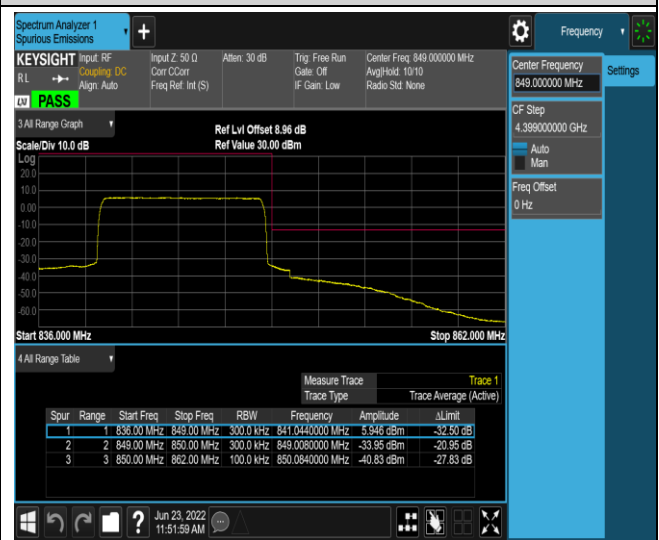 Spectrum Analyzer 1
Spurious Emissions
Frequency
KEYSIGHT
RL
Input: RF
Coupling: DC
Align: Auto
Input Z: 50 Ω
Corr CCorr
Freq Ref: Int (S)
Atten: 30 dB
Trig: Free Run
Gate: Off
IF Gain: Low
Center Freq: 849.000000 MHz
Avg|Hold: 10/10
Radio Std: None
LXI PASS
Center Frequency
849.000000 MHz
Settings
CF Step
4.399000000 GHz
Auto
Man
Freq Offset
0 Hz
3 All Range Graph
Ref Lvl Offset 8.96 dB
Scale/Div 10.0 dB
Ref Value 30.00 dBm
Log
20.0
10.0
0.00
-10.0
-20.0
-30.0
-40.0
-50.0
-60.0
Start 836.000 MHz
Stop 862.000 MHz
4 All Range Table
Measure Trace Trace 1
Trace Type Trace Average (Active)
Spur Range Start Freq Stop Freq RBW Frequency Amplitude ΔLimit
1 1 836.00 MHz 849.00 MHz 300.0 kHz 841.0440000 MHz 5.946 dBm -32.50 dB
2 2 849.00 MHz 850.00 MHz 300.0 kHz 849.0080000 MHz -33.95 dBm -20.95 dB
3 3 850.00 MHz 862.00 MHz 100.0 kHz 850.0840000 MHz -40.83 dBm -27.83 dB
?
Jun 23, 2022
11:51:59 AM